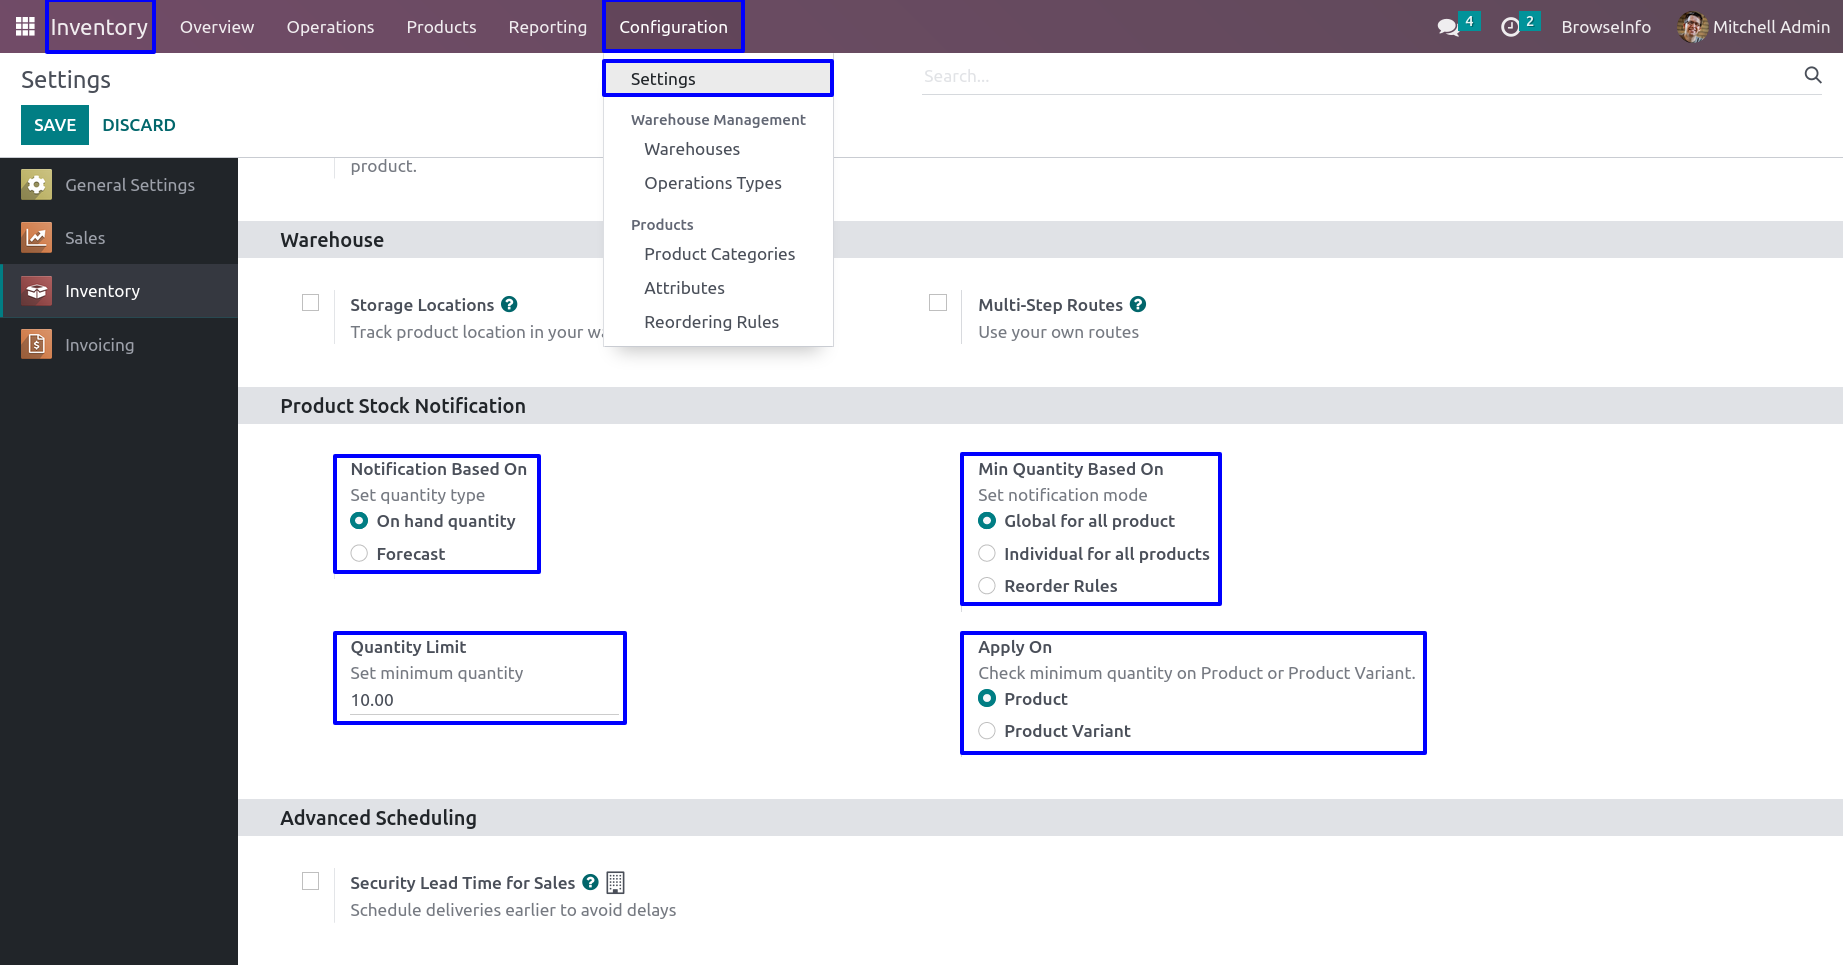 Inventory Overview Operations Products Reporting Configuration 4 2 BrowseInfo Mitchell Admin
Settings
Search...
SAVE DISCARD
Settings
Warehouse Management
Warehouses
Operations Types
Products
Product Categories
Attributes
Reordering Rules
General Settings
Sales
Inventory
Invoicing
product.
Warehouse
Storage Locations ?
Track product location in your wa
Multi-Step Routes ?
Use your own routes
Product Stock Notification
Notification Based On
Set quantity type
On hand quantity
Forecast
Min Quantity Based On
Set notification mode
Global for all product
Individual for all products
Reorder Rules
Quantity Limit
Set minimum quantity
10.00
Apply On
Check minimum quantity on Product or Product Variant.
Product
Product Variant
Advanced Scheduling
Security Lead Time for Sales ?
Schedule deliveries earlier to avoid delays